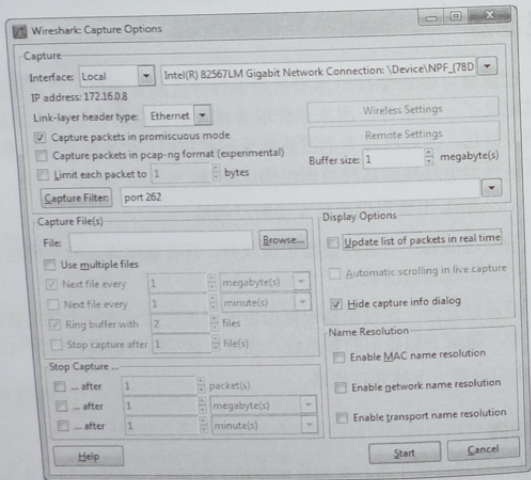 Wireshark: Capture Options
Capture
Interface: Local Intel(R) 82567LM Gigabit Network Connection: \Device\NPF_{78D
IP address: 172.16.0.8
Link-layer header type: Ethernet Wireless Settings
Capture packets in promiscuous mode Remote Settings
Capture packets in pcap-ng format (experimental) Buffer size: 1 megabyte(s)
Limit each packet to 1 bytes
Capture Filter: port 262
Capture File(s)
File: Browse...
Use multiple files
Next file every 1 megabyte(s)
Next file every 1 minute(s)
Ring buffer with 2 files
Stop capture after 1 file(s)
Stop Capture ...
... after 1 packet(s)
... after 1 megabyte(s)
... after 1 minute(s)
Display Options
Update list of packets in real time
Automatic scrolling in live capture
Hide capture info dialog
Name Resolution
Enable MAC name resolution
Enable network name resolution
Enable transport name resolution
Help Start Cancel